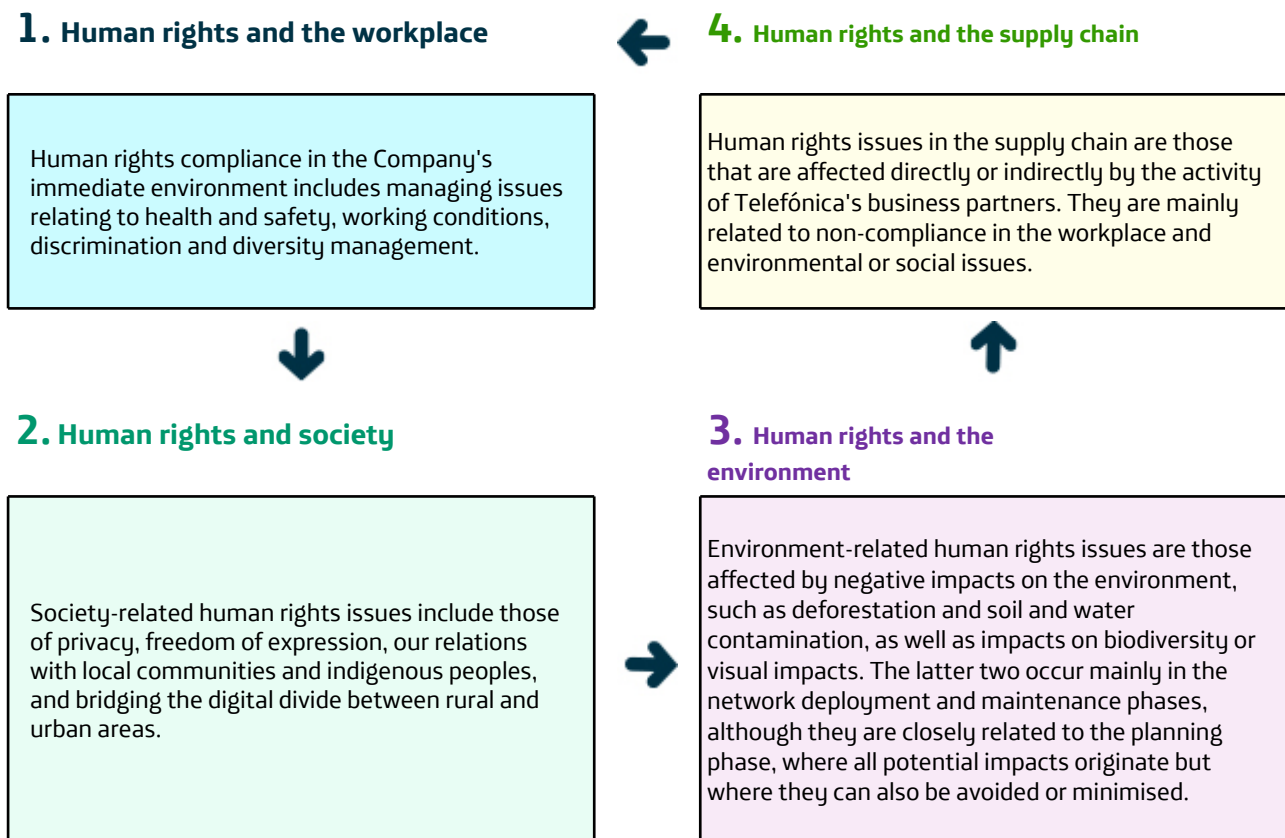 1. Human rights and the workplace
Human rights compliance in the Company's
immediate environment includes managing issues
relating to health and safety, working conditions,
discrimination and diversity management.
2. Human rights and society
Society-related human rights issues include those
of privacy, freedom of expression, our relations
with local communities and indigenous peoples,
and bridging the digital divide between rural and
urban areas.
3. Human rights and the
environment
Environment-related human rights issues are those
affected by negative impacts on the environment,
such as deforestation and soil and water
contamination, as well as impacts on biodiversity or
visual impacts. The latter two occur mainly in the
network deployment and maintenance phases,
although they are closely related to the planning
phase, where all potential impacts originate but
where they can also be avoided or minimised.
4. Human rights and the supply chain
Human rights issues in the supply chain are those
that are affected directly or indirectly by the activity
of Telefónica's business partners. They are mainly
related to non-compliance in the workplace and
environmental or social issues.